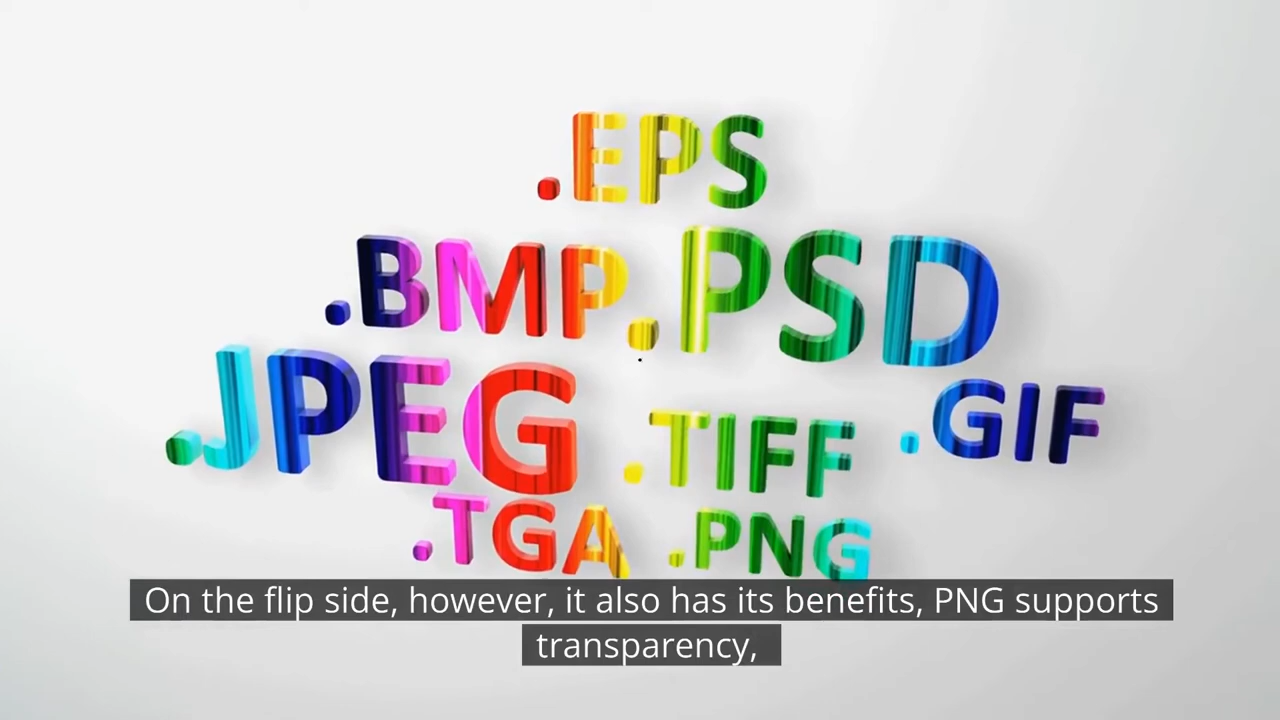 .EPS
.BMP .PSD
.JPEG .TIFF .GIF
.TGA .PNG
On the flip side, however, it also has its benefits, PNG supports
transparency,